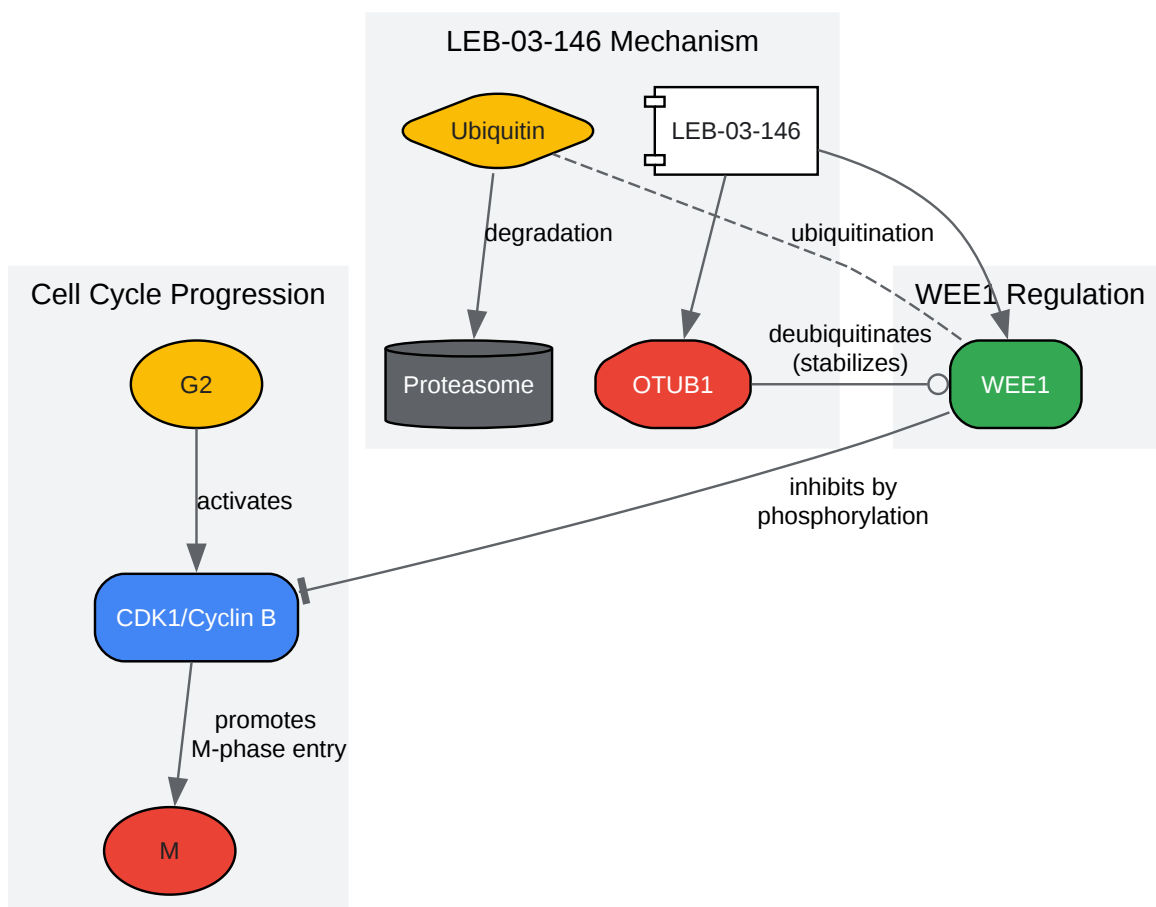 LEB-03-146 Mechanism
Ubiquitin
LEB-03-146
degradation
ubiquitination
Cell Cycle Progression
WEE1 Regulation
G2
Proteasome
OTUB1
deubiquitinates
(stabilizes)
WEE1
activates
inhibits by
phosphorylation
CDK1/Cyclin B
promotes
M-phase entry
M